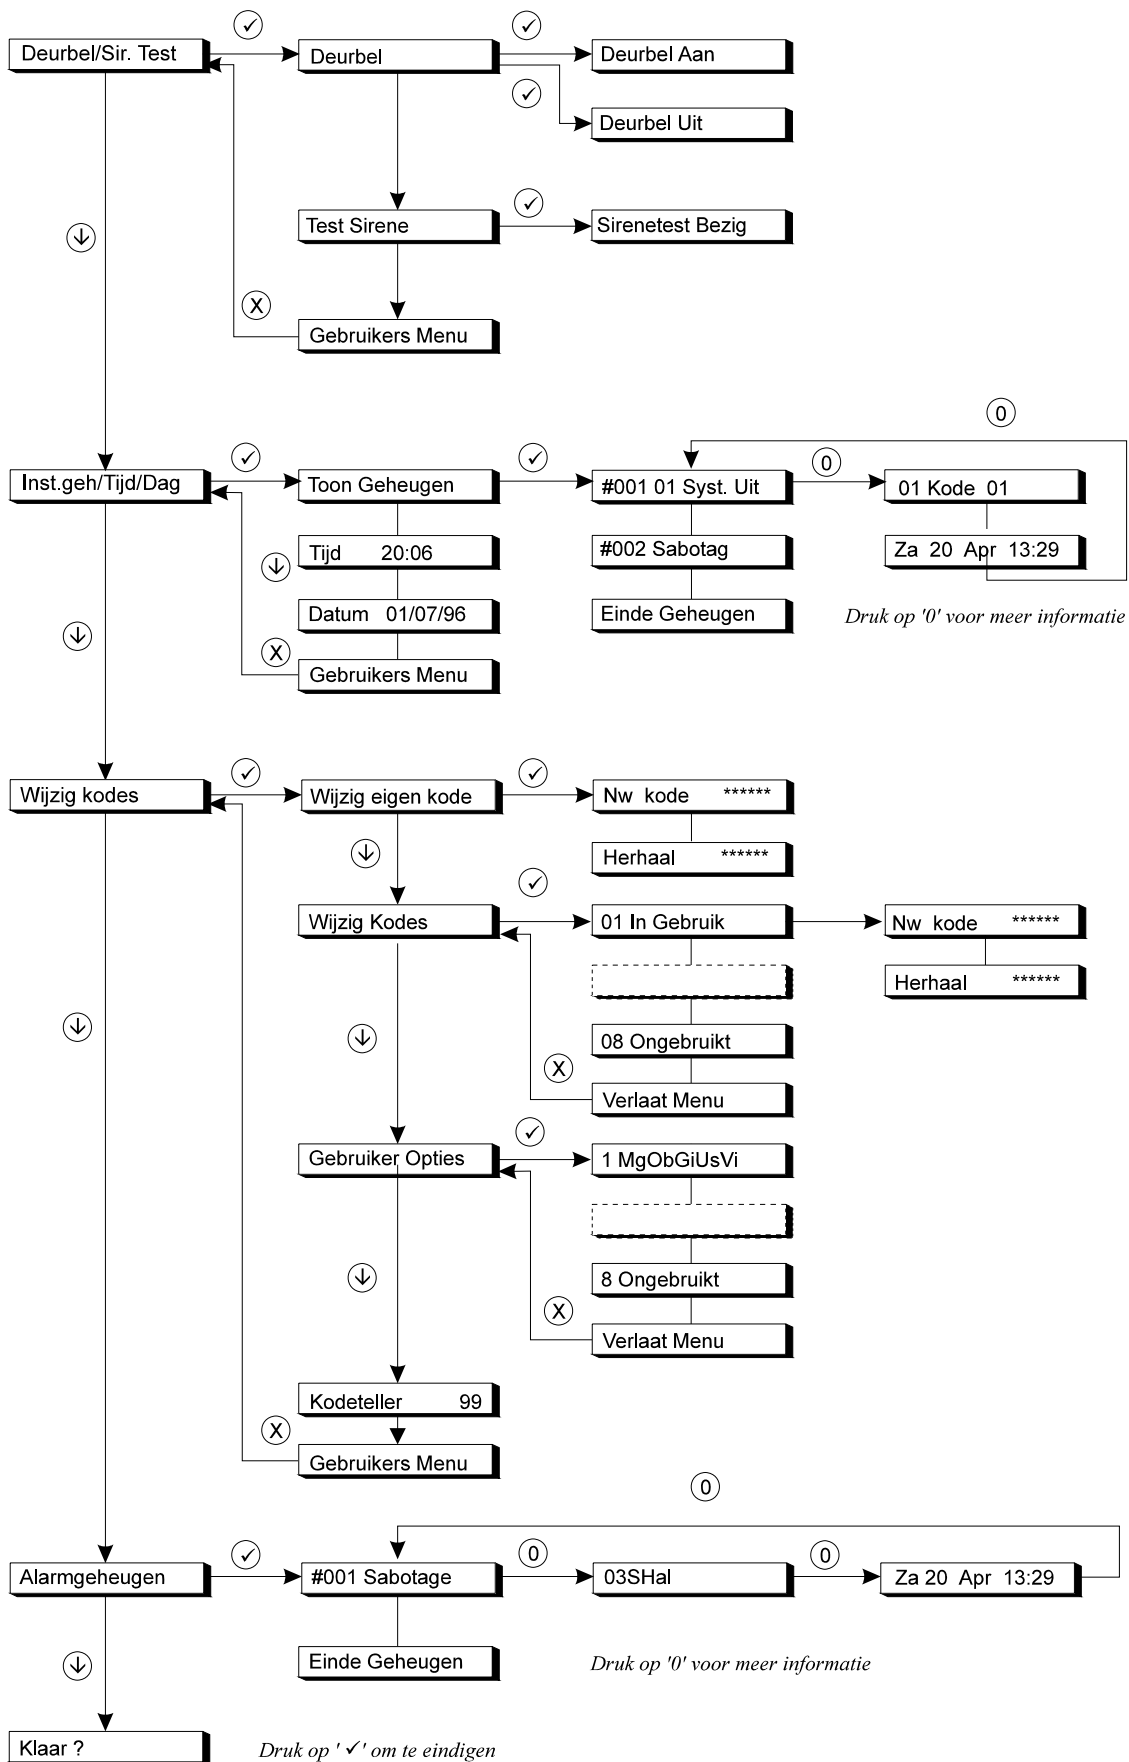 ✓ ✓
Deurbel/Sir. Test Deurbel Deurbel Aan
✓
Deurbel Uit
✓
Test Sirene Sirenetest Bezig
↓
X
Gebruikers Menu
0
✓ ✓ 0
Inst.geh/Tijd/Dag Toon Geheugen #001 01 Syst. Uit 01 Kode 01
↓ Tijd 20:06 #002 Sabotag Za 20 Apr 13:29
↓ Datum 01/07/96 Einde Geheugen Druk op '0' voor meer informatie
X
Gebruikers Menu
✓ ✓
Wijzig kodes Wijzig eigen kode Nw kode ******
↓ Herhaal ******
✓
Wijzig Kodes 01 In Gebruik Nw kode ******
Herhaal ******
↓ ↓ 08 Ongebruikt
X
Verlaat Menu
✓
Gebruiker Opties 1 MgObGiUsVi
↓ 8 Ongebruikt
X
Verlaat Menu
Kodeteller 99
X
Gebruikers Menu
0
✓ 0 0
Alarmgeheugen #001 Sabotage 03SHal Za 20 Apr 13:29
↓ Einde Geheugen Druk op '0' voor meer informatie
Klaar ? Druk op ' ✓' om te eindigen